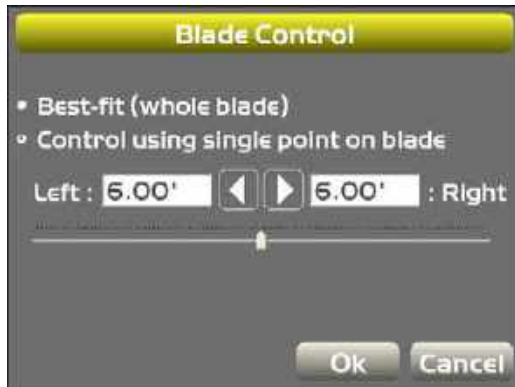 Blade Control
Best-fit (whole blade)
Control using single point on blade
Left : 6.00' 6.00' : Right
Ok Cancel